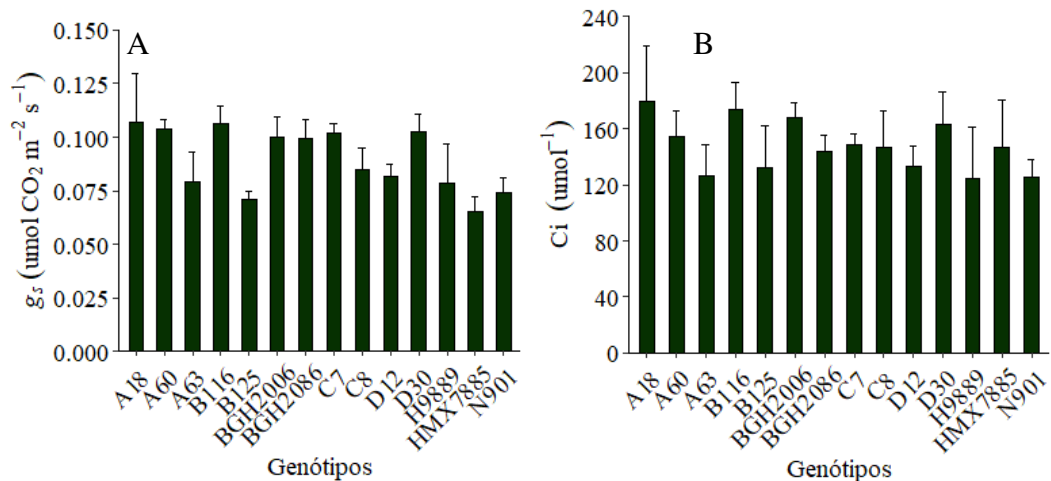 A
0.150
0.125
0.100
0.075
0.050
0.025
0.000
g_s (umol CO₂ m⁻² s⁻¹)
A18
A60
A63
B116
B125
BGH2006
BGH2086
C7
C8
D12
D30
H9889
HMX7885
N901
Genótipos
B
240
200
160
120
80
40
0
Ci (umol⁻¹)
A18
A60
A63
B116
B125
BGH2006
BGH2086
C7
C8
D12
D30
H9889
HMX7885
N901
Genótipos